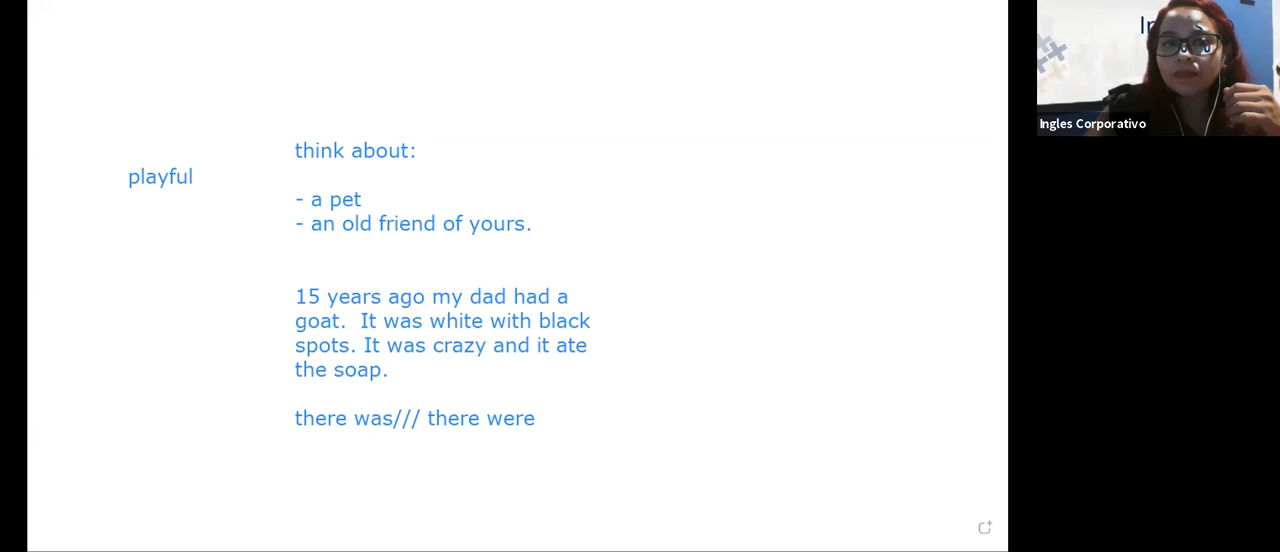 think about:
playful
- a pet
- an old friend of yours.
15 years ago my dad had a
goat.  It was white with black
spots. It was crazy and it ate
the soap.
there was/// there were
Ingles Corporativo